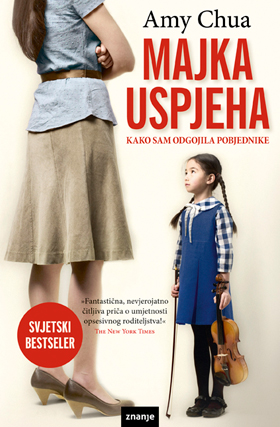 Amy Chua
MAJKA
USPJEHA
KAKO SAM ODGOJILA POBJEDNIKE
»Fantastična, nevjerojatno
čitljiva priča o umjetnosti
opsesivnog roditeljstva!«
The New York Times
SVJETSKI
BESTSELER
znanje